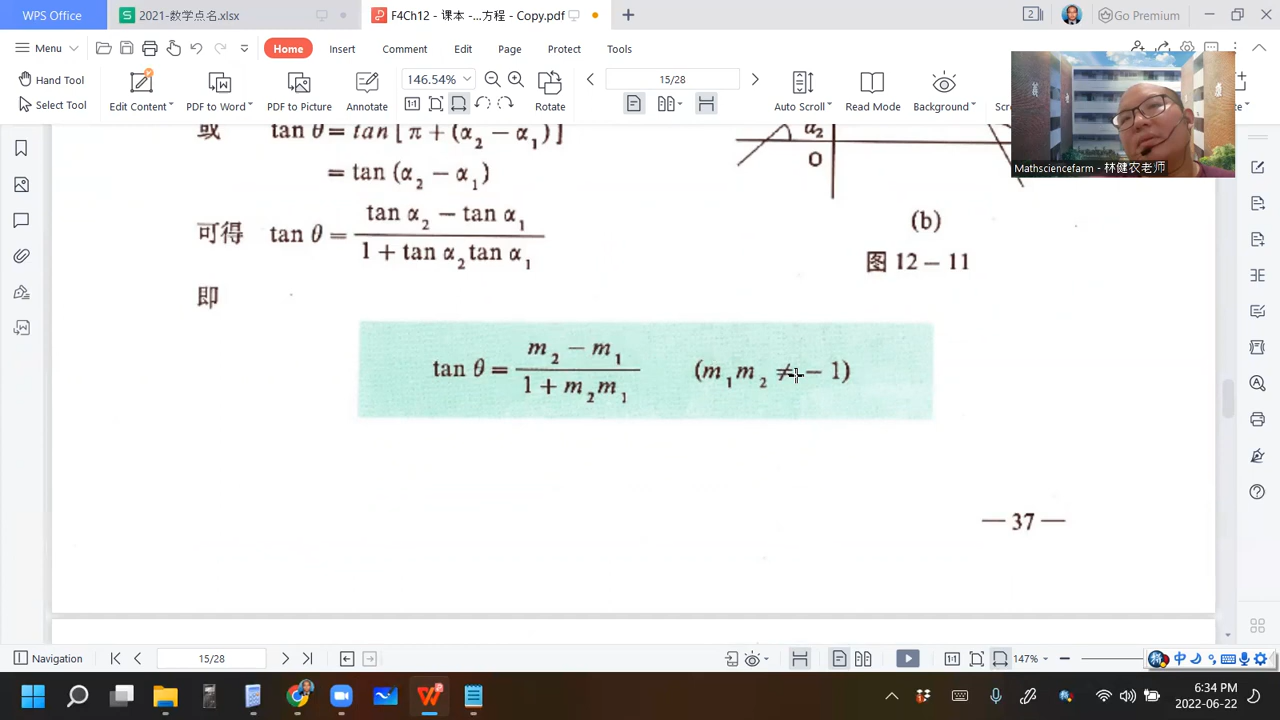 WPS Office
2021-数学点名.xlsx
F4Ch12 - 课本 -...方程 - Copy.pdf
2
Go Premium
Menu
Home
Insert
Comment
Edit
Page
Protect
Tools
Hand Tool
Select Tool
Edit Content
PDF to Word
PDF to Picture
Annotate
146.54%
Rotate
15/28
Auto Scroll
Read Mode
Background
Mathsciencefarm - 林健农老师
或 tan θ = tan [ π + (α₂ − α₁) ]
= tan (α₂ − α₁)
可得 tan θ = (tan α₂ − tan α₁) / (1 + tan α₂ tan α₁)
α₂
O
(b)
图 12 − 11
即
tan θ = (m₂ − m₁) / (1 + m₂m₁) (m₁m₂ ≠ − 1)
— 37 —
Navigation
15/28
147%
中
6:34 PM
2022-06-22